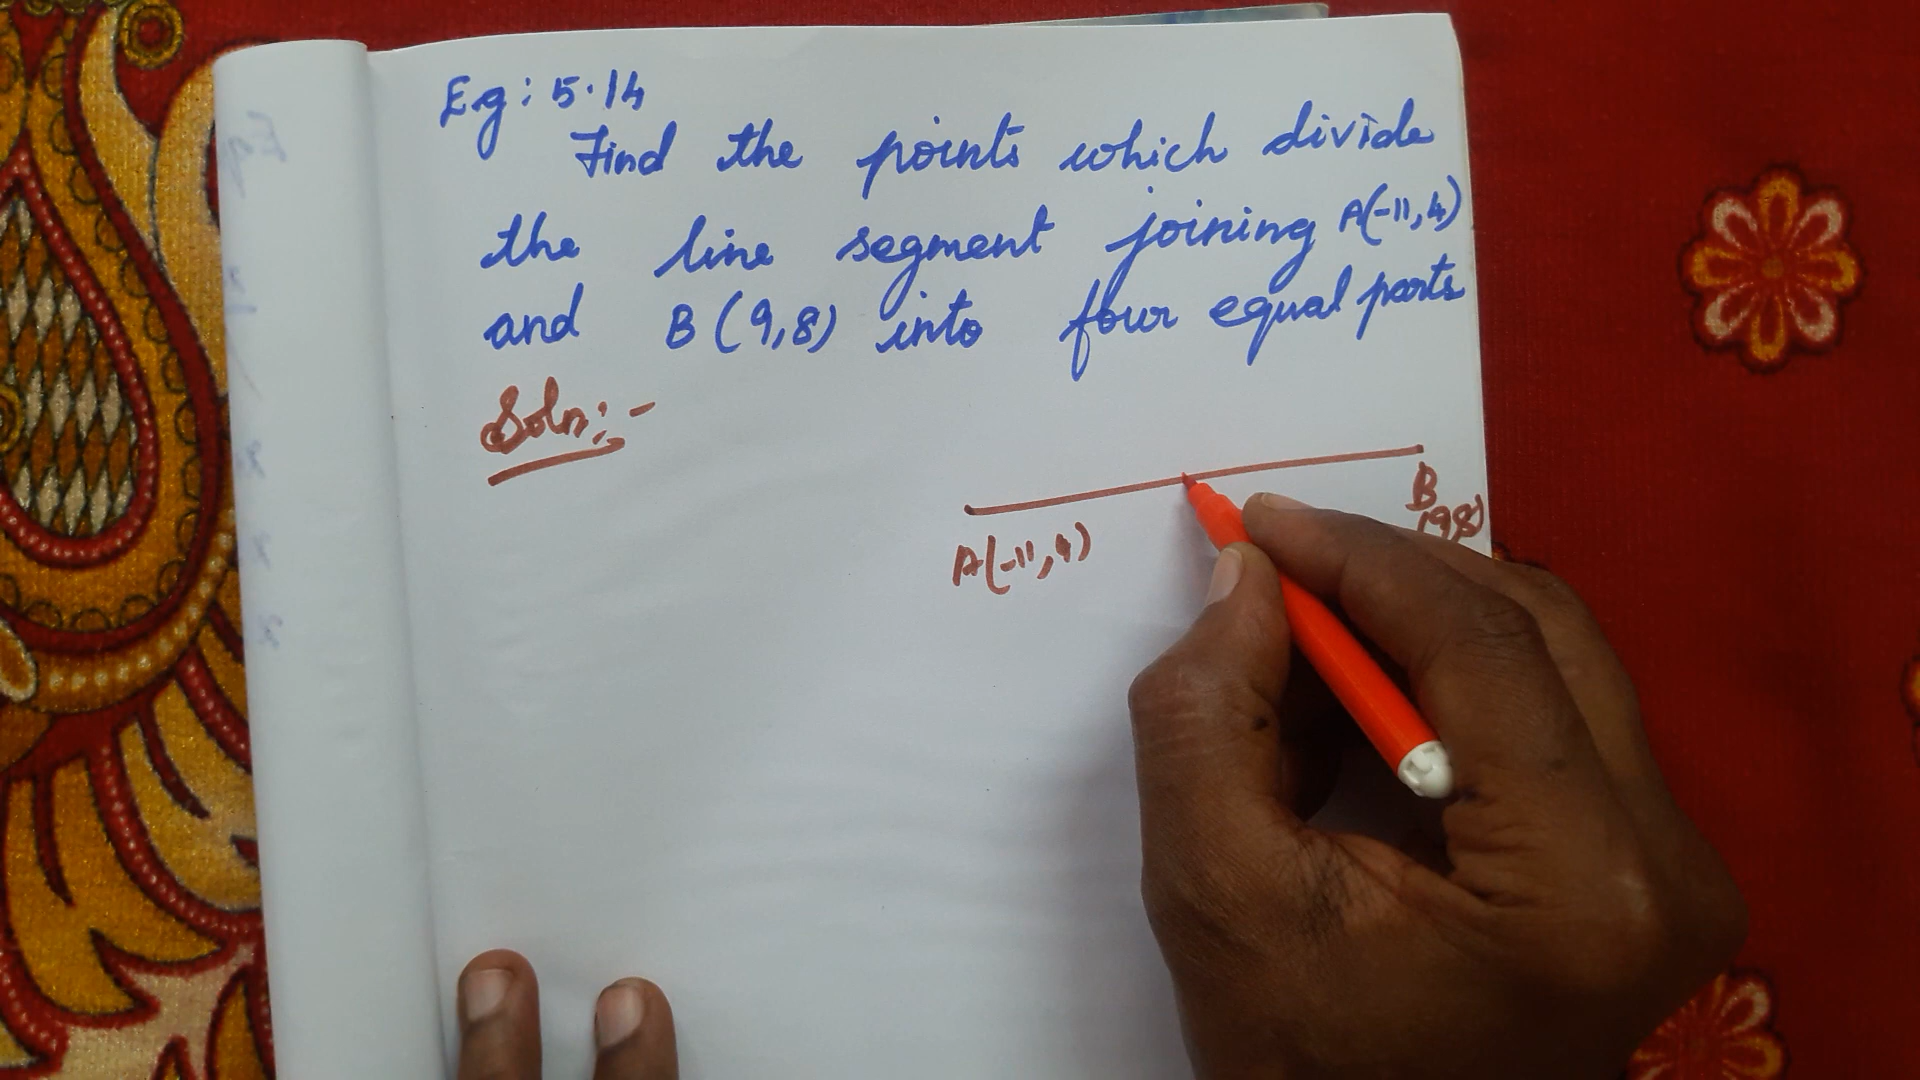 Eg: 5.14
Find the points which divide
the line segment joining A(-11,4)
and B (9,8) into four equal parts
Soln:-
A(-11,4)
B
(9,8)